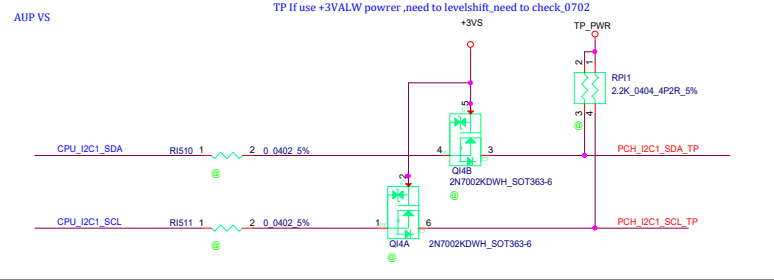 TP If use +3VALW powrer ,need to levelshift_need to check_0702
AUP VS
+3VS
TP_PWR
2 1
RPI1
2.2K_0404_4P2R_5%
3 4
@
5
CPU_I2C1_SDA RI510 1 2 0_0402_5% 4 3 PCH_I2C1_SDA_TP
@
QI4B
2N7002KDWH_SOT363-6
@
2
CPU_I2C1_SCL RI511 1 2 0_0402_5% 1 6 PCH_I2C1_SCL_TP
@
QI4A 2N7002KDWH_SOT363-6
@